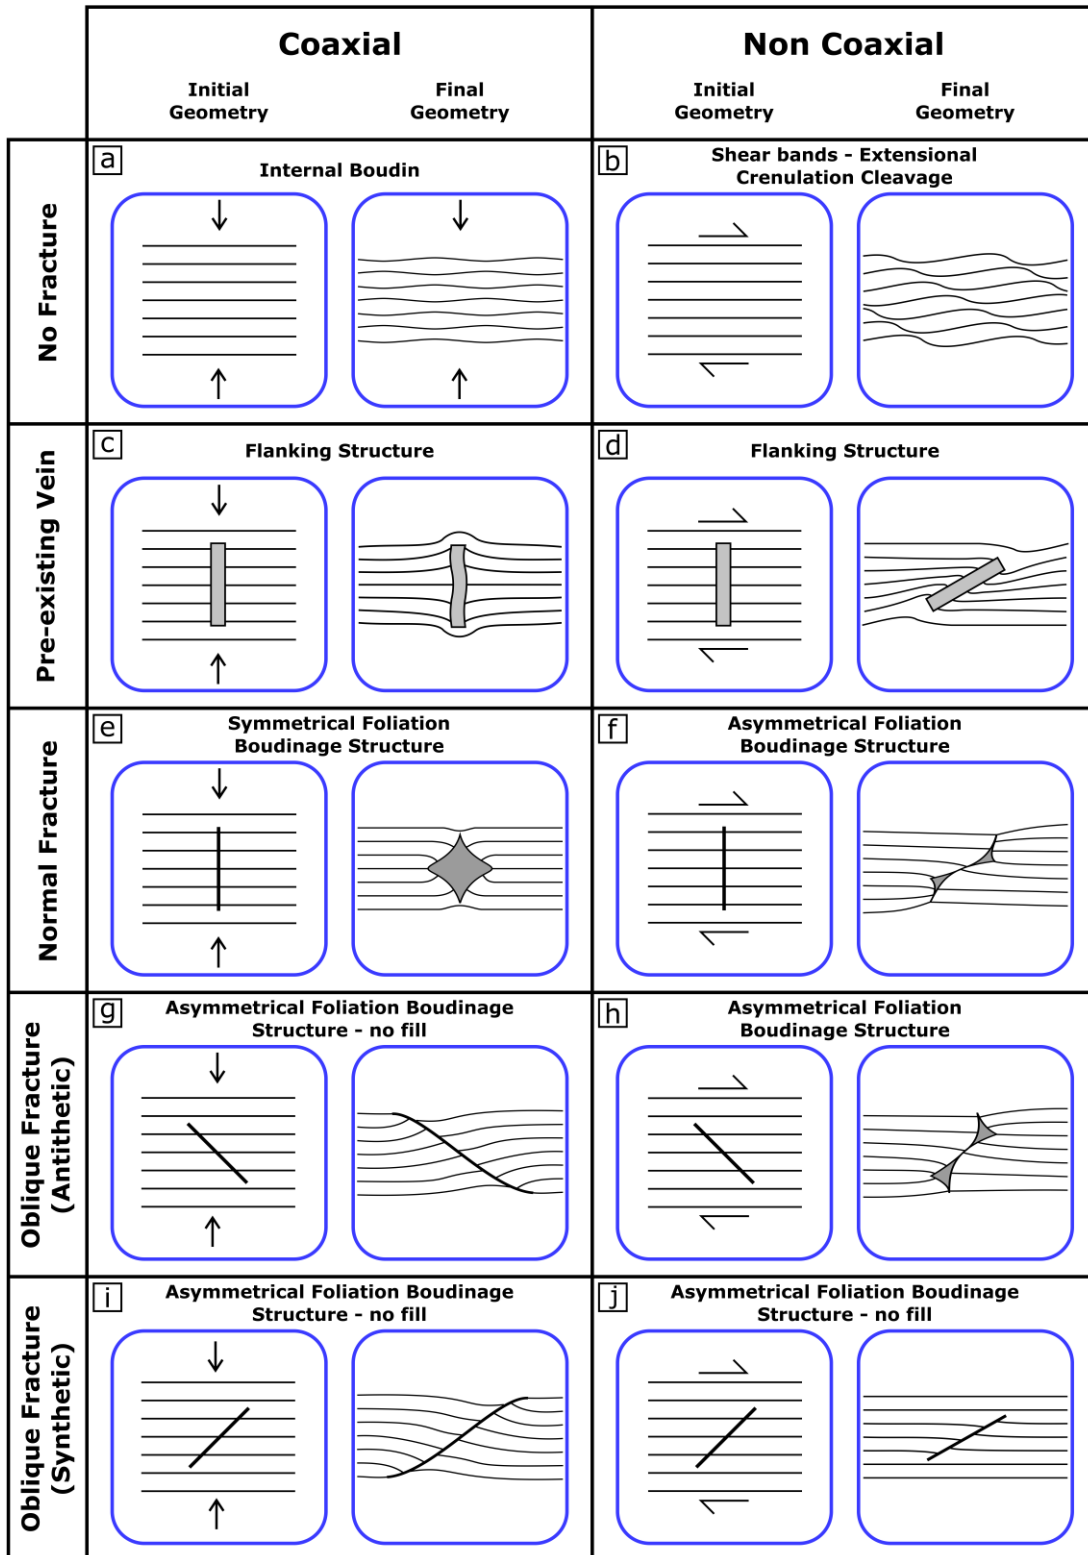 Coaxial
Non Coaxial
Initial
Geometry
Final
Geometry
Initial
Geometry
Final
Geometry
No Fracture
a
Internal Boudin
b
Shear bands - Extensional
Crenulation Cleavage
Pre-existing Vein
c
Flanking Structure
d
Flanking Structure
Normal Fracture
e
Symmetrical Foliation
Boudinage Structure
f
Asymmetrical Foliation
Boudinage Structure
Oblique Fracture
(Antithetic)
g
Asymmetrical Foliation Boudinage
Structure - no fill
h
Asymmetrical Foliation
Boudinage Structure
Oblique Fracture
(Synthetic)
i
Asymmetrical Foliation Boudinage
Structure - no fill
j
Asymmetrical Foliation Boudinage
Structure - no fill